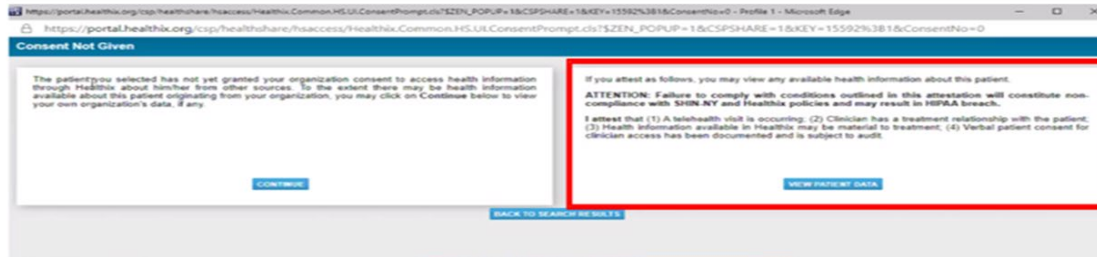 https://portal.healthix.org/csp/healthshare/hsaccess/Healthix.Common.HS.UI.ConsentPrompt.cls?$ZEN_POPUP=1&CSPSHARE=1&KEY=15592%3B1&ConsentNo=0 - Profile 1 - Microsoft Edge
https://portal.healthix.org/csp/healthshare/hsaccess/Healthix.Common.HS.UI.ConsentPrompt.cls?$ZEN_POPUP=1&CSPSHARE=1&KEY=15592%3B1&ConsentNo=0
Consent Not Given
The patient you selected has not yet granted your organization consent to access health information
through Healthix about him/her from other sources. To the extent there may be health information
available about this patient originating from your organization, you may click on Continue below to view
your own organization's data, if any.
CONTINUE
If you attest as follows, you may view any available health information about this patient.
ATTENTION: Failure to comply with conditions outlined in this attestation will constitute non-
compliance with SHIN-NY and Healthix policies and may result in HIPAA breach.
I attest that (1) A telehealth visit is occurring; (2) Clinician has a treatment relationship with the patient;
(3) Health information available in Healthix may be material to treatment; (4) Verbal patient consent for
clinician access has been documented and is subject to audit.
VIEW PATIENT DATA
BACK TO SEARCH RESULTS